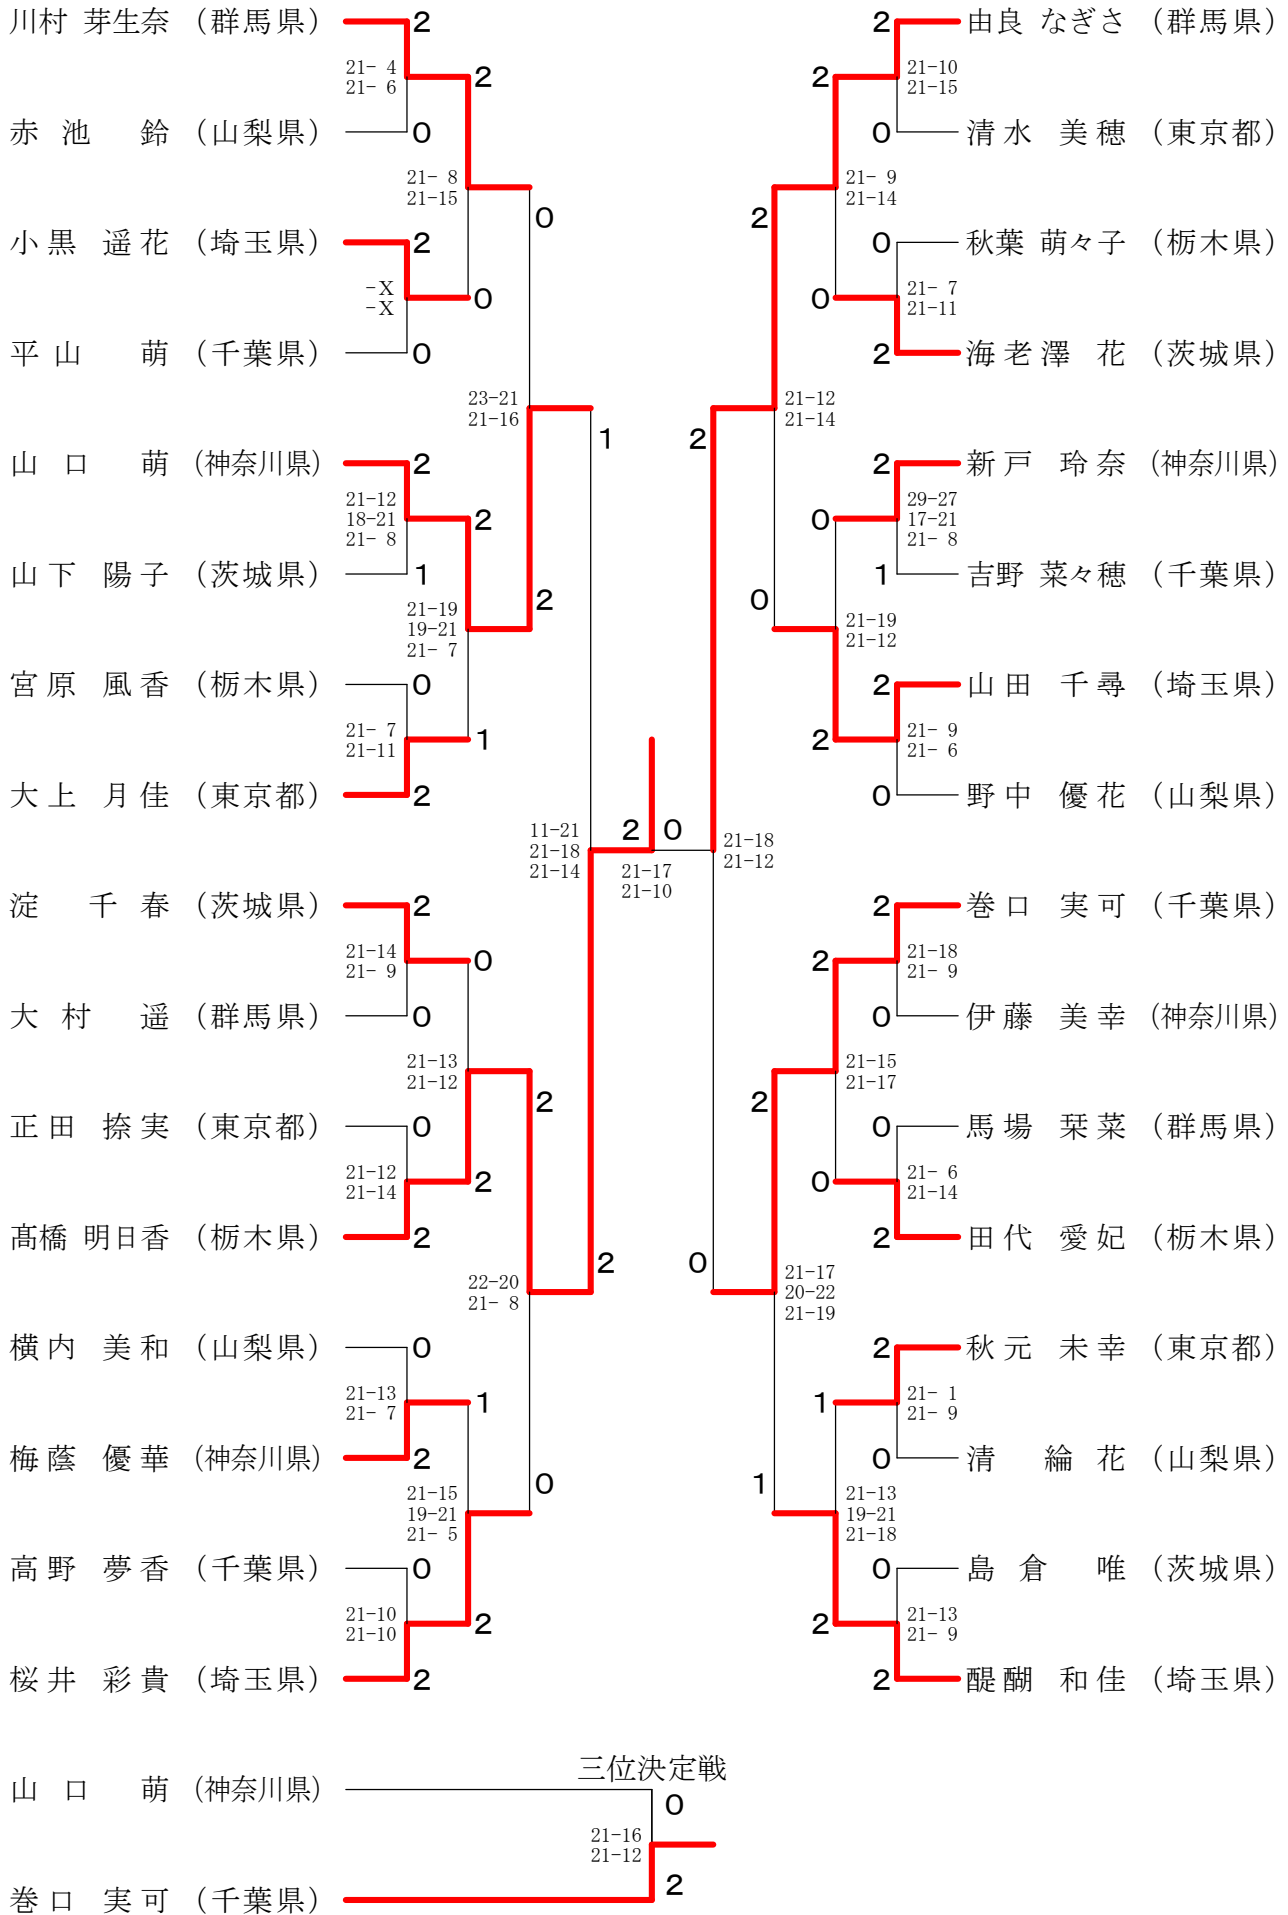 川村 芽生奈 (群馬県) 2
21- 4
21- 6
2
赤池 鈴 (山梨県) 0
21- 8
21-15
0
小黒 遥花 (埼玉県) 2
-X
-X
0
平山 萌 (千葉県) 0
23-21
21-16
1
山口 萌 (神奈川県) 2
21-12
18-21
21- 8
2
山下 陽子 (茨城県) 1
21-19
19-21
21- 7
2
宮原 風香 (栃木県) 0
21- 7
21-11
1
大上 月佳 (東京都) 2
11-21
21-18
21-14
2 0
21-17
21-10
淀 千春 (茨城県) 2
21-14
21- 9
0
大村 遥 (群馬県) 0
21-13
21-12
2
正田 捺実 (東京都) 0
21-12
21-14
2
髙橋 明日香 (栃木県) 2
22-20
21- 8
2
横内 美和 (山梨県) 0
21-13
21- 7
1
梅蔭 優華 (神奈川県) 2
21-15
19-21
21- 5
0
高野 夢香 (千葉県) 0
21-10
21-10
2
桜井 彩貴 (埼玉県) 2
2 由良 なぎさ (群馬県)
2
21-10
21-15
0 清水 美穂 (東京都)
2
21- 9
21-14
0 秋葉 萌々子 (栃木県)
0
21- 7
21-11
2 海老澤 花 (茨城県)
2
21-12
21-14
2 新戸 玲奈 (神奈川県)
0
29-27
17-21
21- 8
1 吉野 菜々穂 (千葉県)
0
21-19
21-12
2 山田 千尋 (埼玉県)
2
21- 9
21- 6
0 野中 優花 (山梨県)
21-18
21-12
2 巻口 実可 (千葉県)
2
21-18
21- 9
0 伊藤 美幸 (神奈川県)
2
21-15
21-17
0 馬場 栞菜 (群馬県)
0
21- 6
21-14
2 田代 愛妃 (栃木県)
0
21-17
20-22
21-19
2 秋元 未幸 (東京都)
1
21- 1
21- 9
0 清 綸花 (山梨県)
1
21-13
19-21
21-18
0 島倉 唯 (茨城県)
2
21-13
21- 9
2 醍醐 和佳 (埼玉県)
三位決定戦
山口 萌 (神奈川県)
0
21-16
21-12
2
巻口 実可 (千葉県)